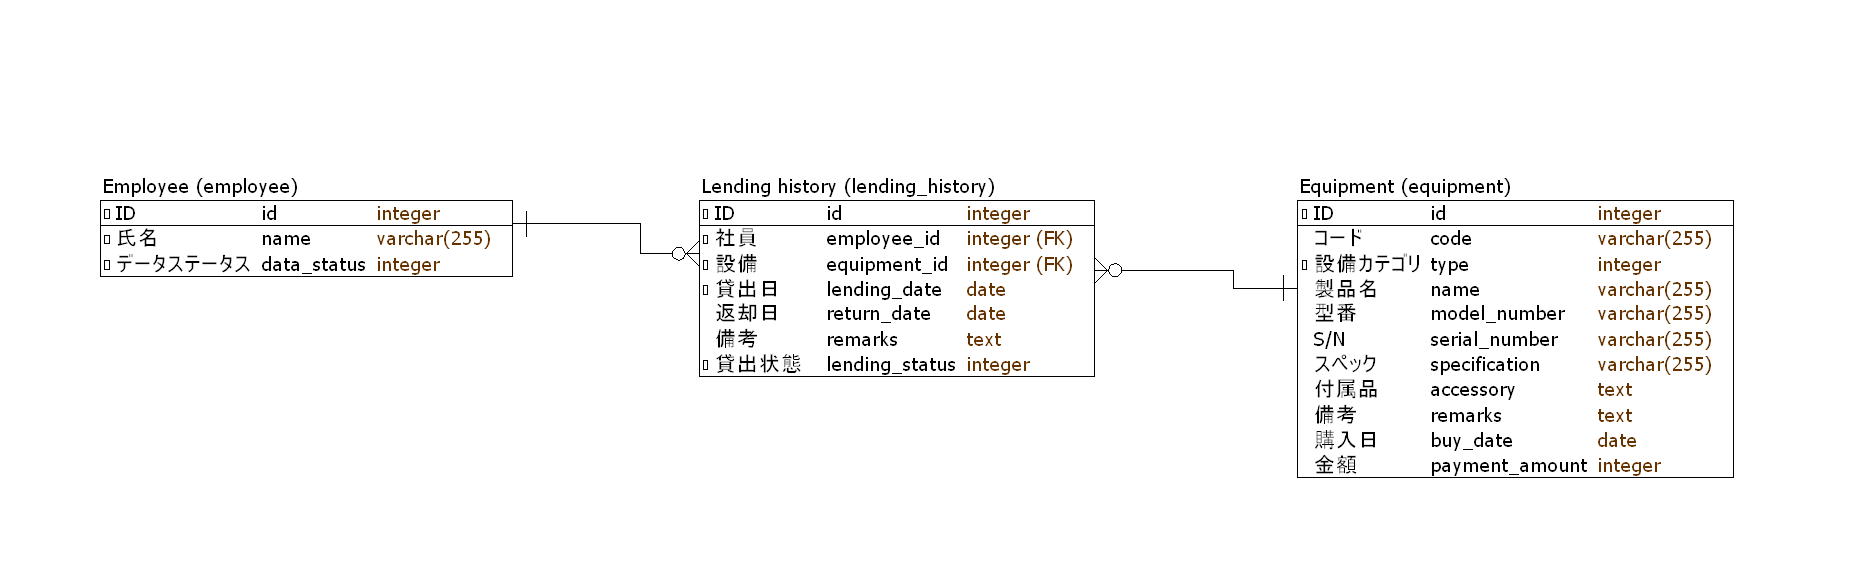 Employee (employee)
ID id integer
氏名 name varchar(255)
データステータス data_status integer
Lending history (lending_history)
ID id integer
社員 employee_id integer (FK)
設備 equipment_id integer (FK)
貸出日 lending_date date
返却日 return_date date
備考 remarks text
貸出状態 lending_status integer
Equipment (equipment)
ID id integer
コード code varchar(255)
設備カテゴリ type integer
製品名 name varchar(255)
型番 model_number varchar(255)
S/N serial_number varchar(255)
スペック specification varchar(255)
付属品 accessory text
備考 remarks text
購入日 buy_date date
金額 payment_amount integer